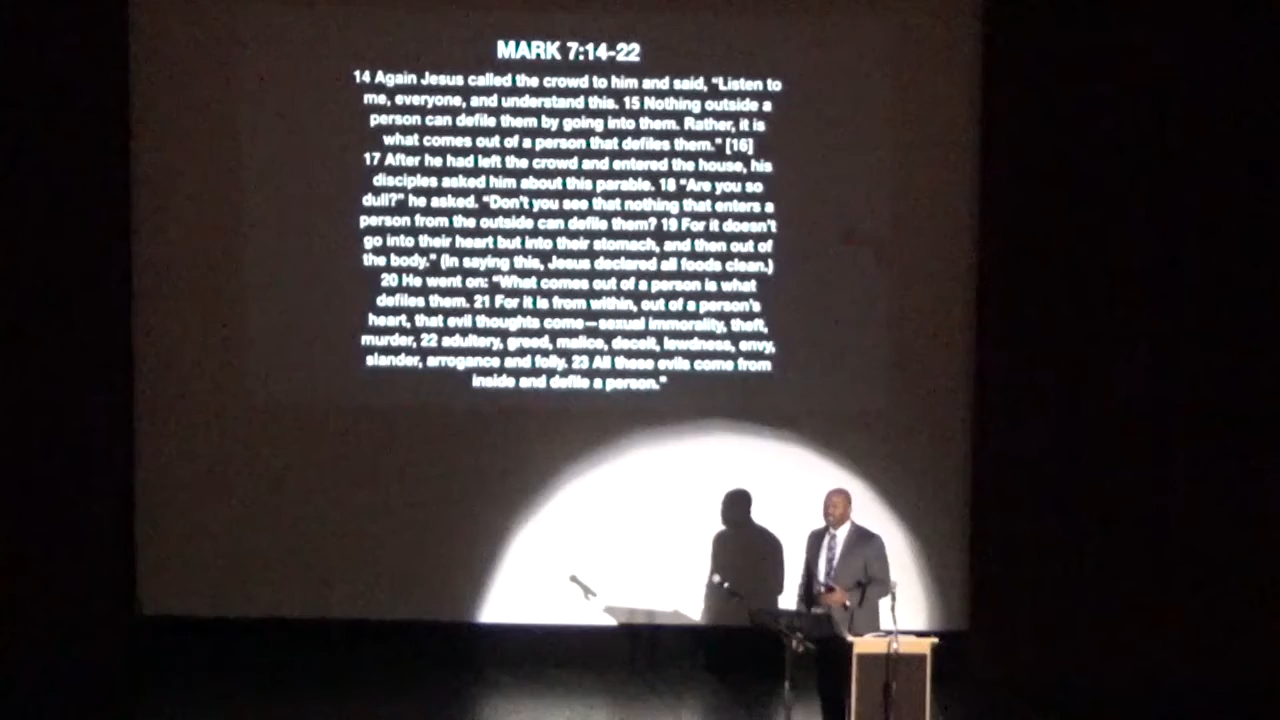 MARK 7:14-22
14 Again Jesus called the crowd to him and said, “Listen to
me, everyone, and understand this. 15 Nothing outside a
person can defile them by going into them. Rather, it is
what comes out of a person that defiles them.” [16]
17 After he had left the crowd and entered the house, his
disciples asked him about this parable. 18 “Are you so
dull?” he asked. “Don’t you see that nothing that enters a
person from the outside can defile them? 19 For it doesn’t
go into their heart but into their stomach, and then out of
the body.” (In saying this, Jesus declared all foods clean.)
20 He went on: “What comes out of a person is what
defiles them. 21 For it is from within, out of a person’s
heart, that evil thoughts come—sexual immorality, theft,
murder, 22 adultery, greed, malice, deceit, lewdness, envy,
slander, arrogance and folly. 23 All these evils come from
inside and defile a person.”